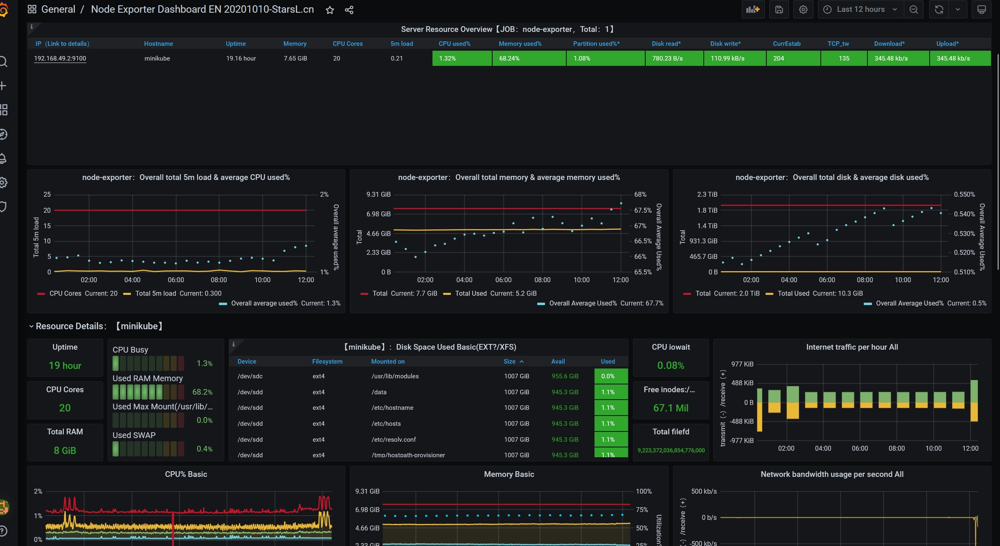 General / Node Exporter Dashboard EN 20201010-StarsL.cn
Last 12 hours
Server Resource Overview【JOB：node-exporter，Total：1】
IP（Link to details） Hostname Uptime Memory CPU Cores 5m load CPU used% Memory used% Partition used%* Disk read* Disk write* CurrEstab TCP_tw Download* Upload*
192.168.49.2:9100 minikube 19.16 hour 7.65 GiB 20 0.21 1.32% 68.24% 1.08% 780.23 B/s 110.99 kB/s 204 135 345.48 kb/s 345.48 kb/s
node-exporter：Overall total 5m load & average CPU used%
25
20
15
10
5
0
2%
1%
Total 5m load
Overall average used%
02:00 04:00 06:00 08:00 10:00 12:00
CPU Cores Current: 20 Total 5m load Current: 0.300
Overall average used% Current: 1.3%
node-exporter：Overall total memory & average memory used%
9.31 GiB
6.98 GiB
4.66 GiB
2.33 GiB
0 B
68%
67.5%
67%
66.5%
66%
65.5%
Total
Overall Average Used%
02:00 04:00 06:00 08:00 10:00 12:00
Total Current: 7.7 GiB Total Used Current: 5.2 GiB
Overall Average Used% Current: 67.7%
node-exporter：Overall total disk & average disk used%
2.3 TiB
1.8 TiB
1.4 TiB
931.3 GiB
465.7 GiB
0 B
0.550%
0.540%
0.530%
0.520%
0.510%
Total
Overall Average Used%
02:00 04:00 06:00 08:00 10:00 12:00
Total Current: 2.0 TiB Total Used Current: 10.3 GiB
Overall Average Used% Current: 0.5%
Resource Details：【minikube】
Uptime
19 hour
CPU Cores
20
Total RAM
8 GiB
CPU Busy
1.3%
Used RAM Memory
68.2%
Used Max Mount(/usr/lib/...
0.0%
Used SWAP
0.4%
【minikube】：Disk Space Used Basic(EXT?/XFS)
Device Filesystem Mounted on Size Avail Used
/dev/sdc ext4 /usr/lib/modules 1007 GiB 955.6 GiB 0.0%
/dev/sdd ext4 /data 1007 GiB 945.3 GiB 1.1%
/dev/sdd ext4 /etc/hostname 1007 GiB 945.3 GiB 1.1%
/dev/sdd ext4 /etc/hosts 1007 GiB 945.3 GiB 1.1%
/dev/sdd ext4 /etc/resolv.conf 1007 GiB 945.3 GiB 1.1%
/dev/sdd ext4 /tmp/hostpath-provisioner 1007 GiB 945.3 GiB 1.1%
CPU iowait
0.08%
Free inodes:/...
67.1 Mil
Total filefd
9,223,372,036,854,776,000
Internet traffic per hour All
977 KiB
488 KiB
0 B
-488 KiB
-977 KiB
transmit（-）/receive（+）
02:00 04:00 06:00 08:00 10:00 12:00
CPU% Basic
2%
1%
0%
Memory Basic
9.31 GiB
6.98 GiB
4.66 GiB
2.33 GiB
100%
75%
50%
25%
Utilization%
Network bandwidth usage per second All
500 kb/s
0 b/s
-500 kb/s
（-）/receive（+）